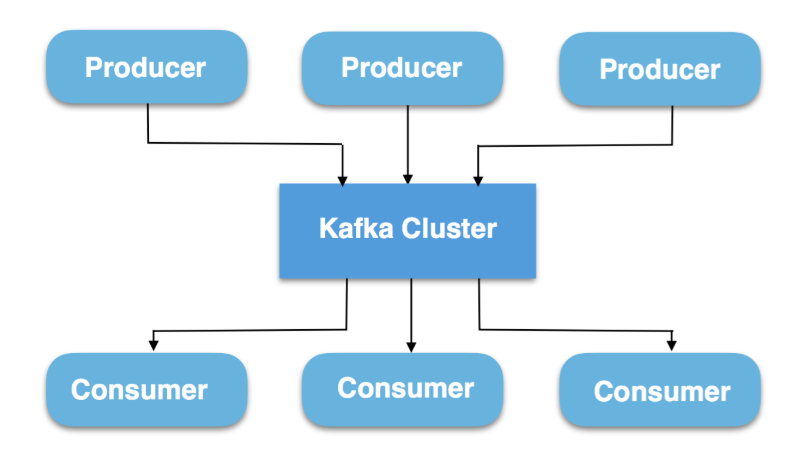 Producer
Producer
Producer
Kafka Cluster
Consumer
Consumer
Consumer